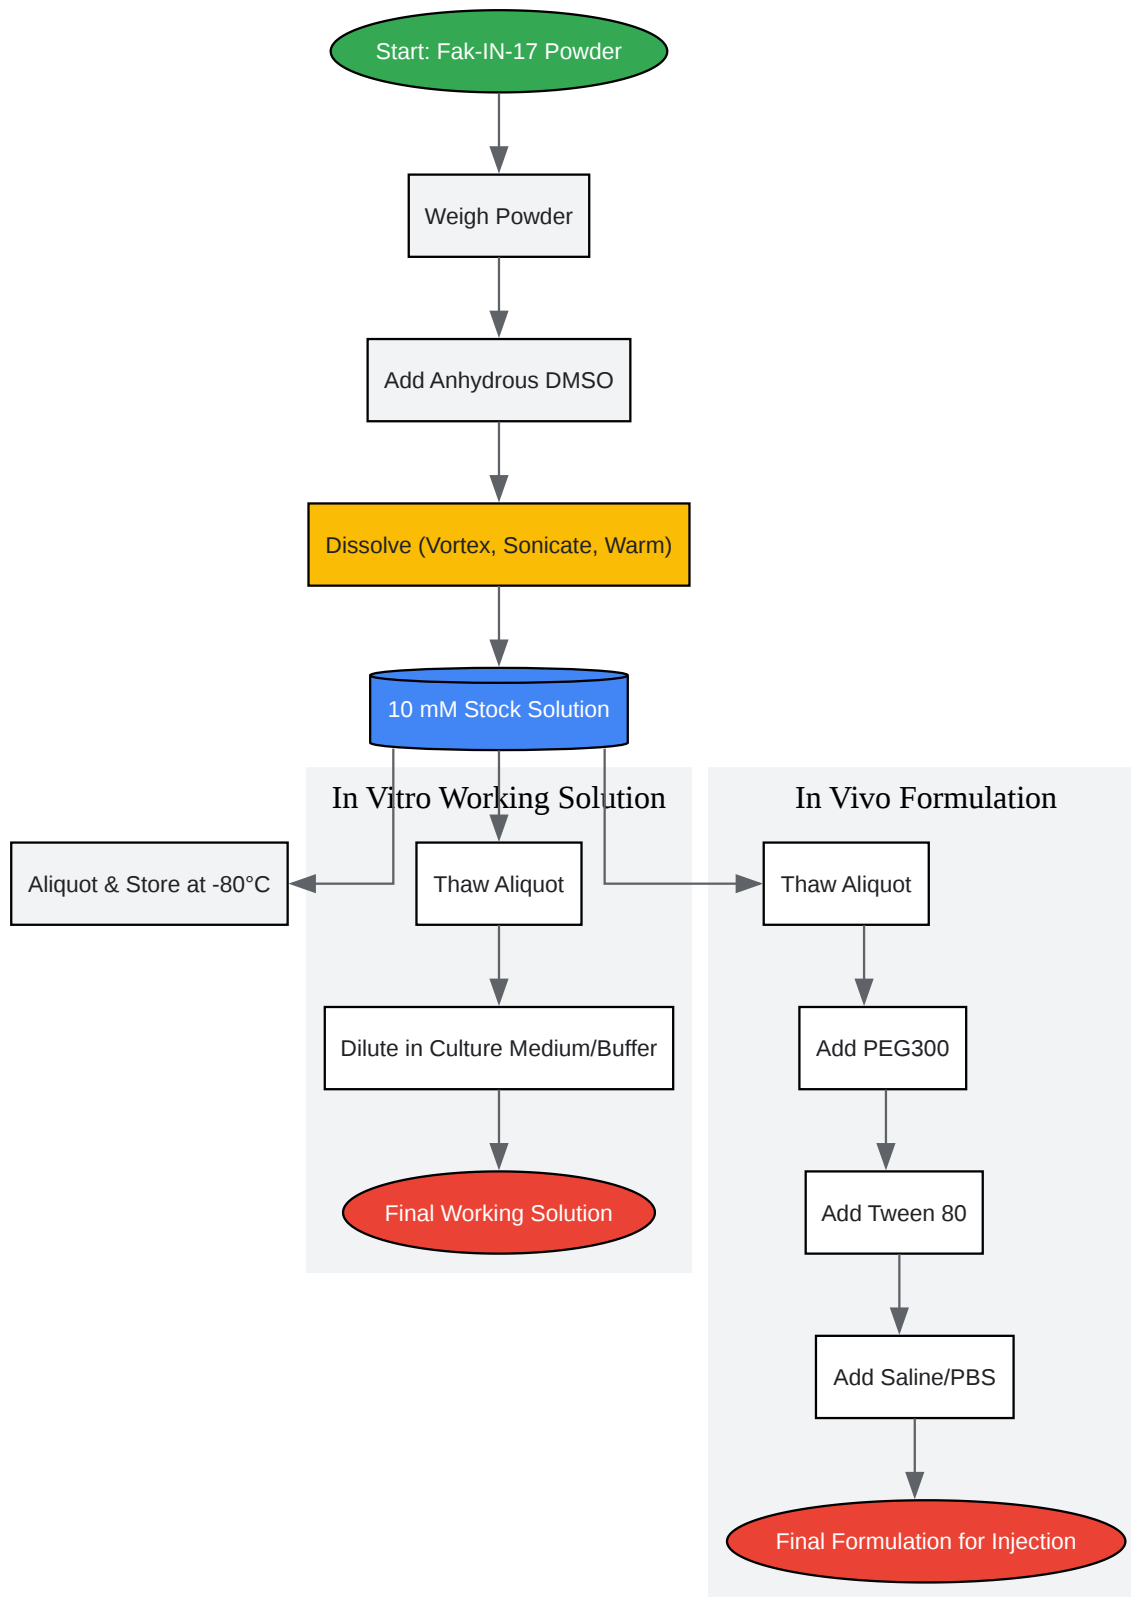 Start: Fak-IN-17 Powder
Weigh Powder
Add Anhydrous DMSO
Dissolve (Vortex, Sonicate, Warm)
10 mM Stock Solution
In Vitro Working Solution
In Vivo Formulation
Aliquot & Store at -80°C
Thaw Aliquot
Thaw Aliquot
Dilute in Culture Medium/Buffer
Add PEG300
Final Working Solution
Add Tween 80
Add Saline/PBS
Final Formulation for Injection